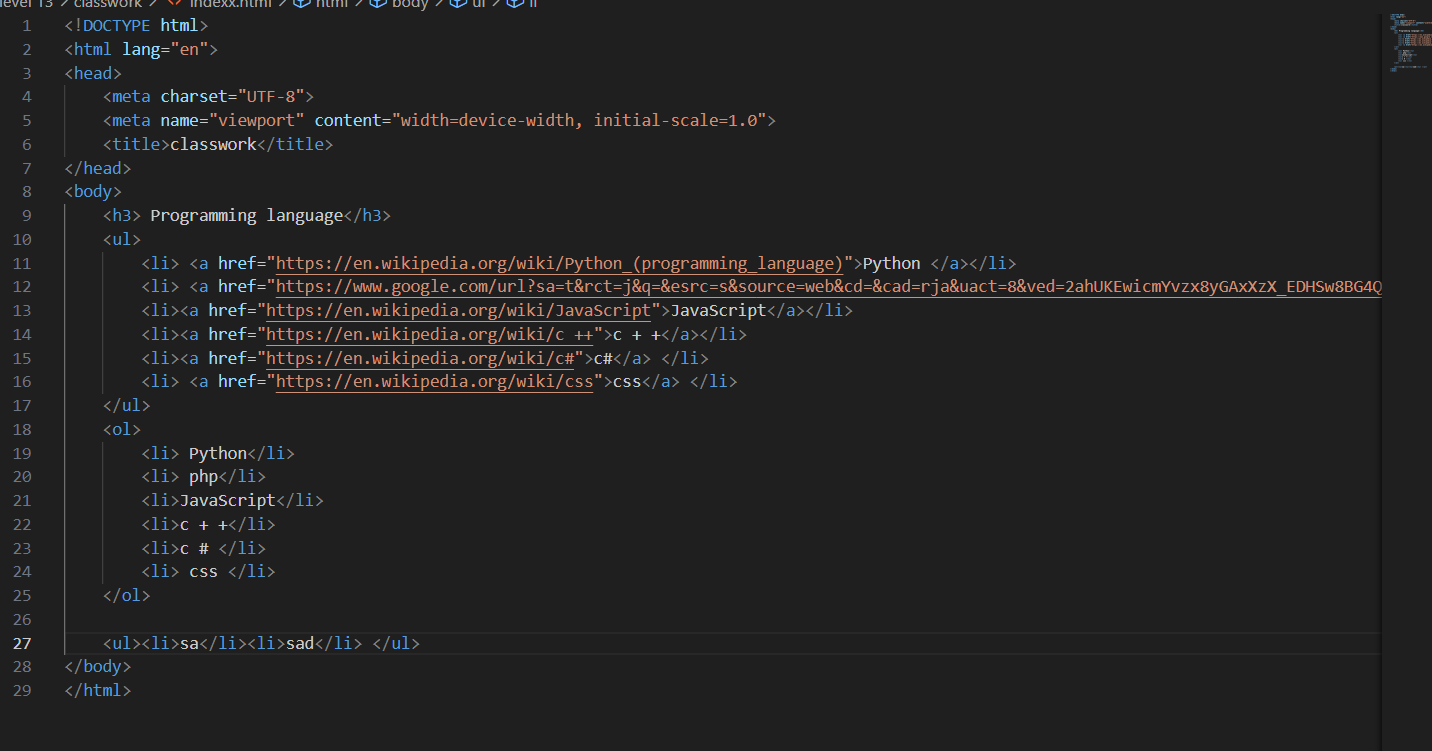 level 13 > classwork > <> indexx.html > html > body > ul > li
1 <!DOCTYPE html>
2 <html lang="en">
3 <head>
4 <meta charset="UTF-8">
5 <meta name="viewport" content="width=device-width, initial-scale=1.0">
6 <title>classwork</title>
7 </head>
8 <body>
9 <h3> Programming language</h3>
10 <ul>
11 <li> <a href="https://en.wikipedia.org/wiki/Python_(programming_language)">Python </a></li>
12 <li> <a href="https://www.google.com/url?sa=t&rct=j&q=&esrc=s&source=web&cd=&cad=rja&uact=8&ved=2ahUKEwicmYvzx8yGAxXzX_EDHSw8BG4Q
13 <li><a href="https://en.wikipedia.org/wiki/JavaScript">JavaScript</a></li>
14 <li><a href="https://en.wikipedia.org/wiki/c ++">c + +</a></li>
15 <li><a href="https://en.wikipedia.org/wiki/c#">c#</a> </li>
16 <li> <a href="https://en.wikipedia.org/wiki/css">css</a> </li>
17 </ul>
18 <ol>
19 <li> Python</li>
20 <li> php</li>
21 <li>JavaScript</li>
22 <li>c + +</li>
23 <li>c # </li>
24 <li> css </li>
25 </ol>
26
27 <ul><li>sa</li><li>sad</li> </ul>
28 </body>
29 </html>